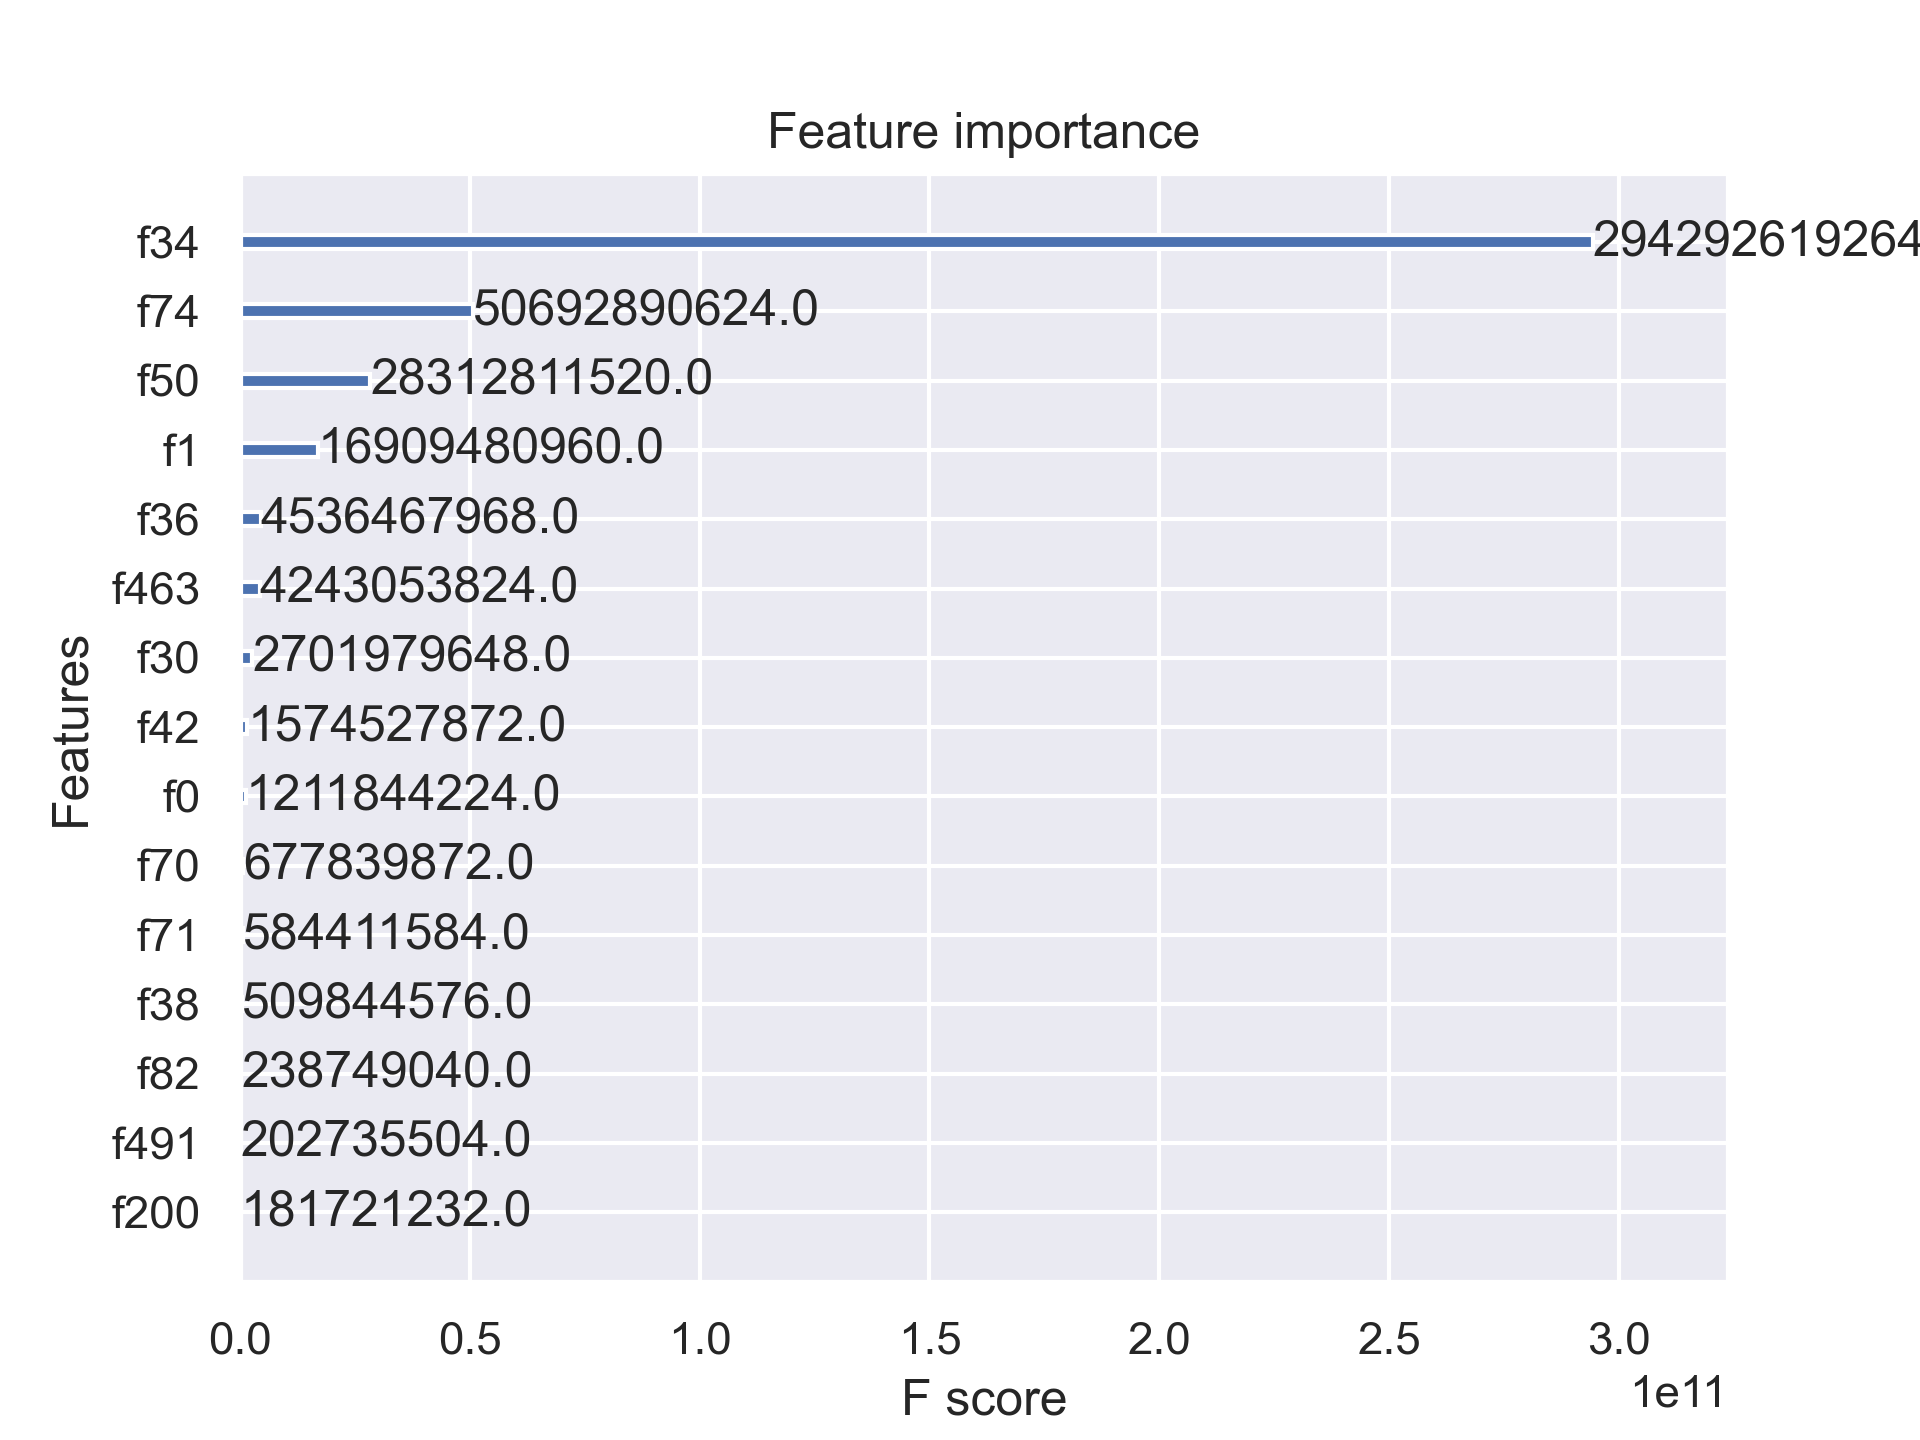 Feature importance
f34 294292619264
f74 50692890624.0
f50 28312811520.0
f1 16909480960.0
f36 4536467968.0
f463 4243053824.0
f30 2701979648.0
f42 1574527872.0
f0 1211844224.0
f70 677839872.0
f71 584411584.0
f38 509844576.0
f82 238749040.0
f491 202735504.0
f200 181721232.0
Features
0.0 0.5 1.0 1.5 2.0 2.5 3.0
1e11
F score